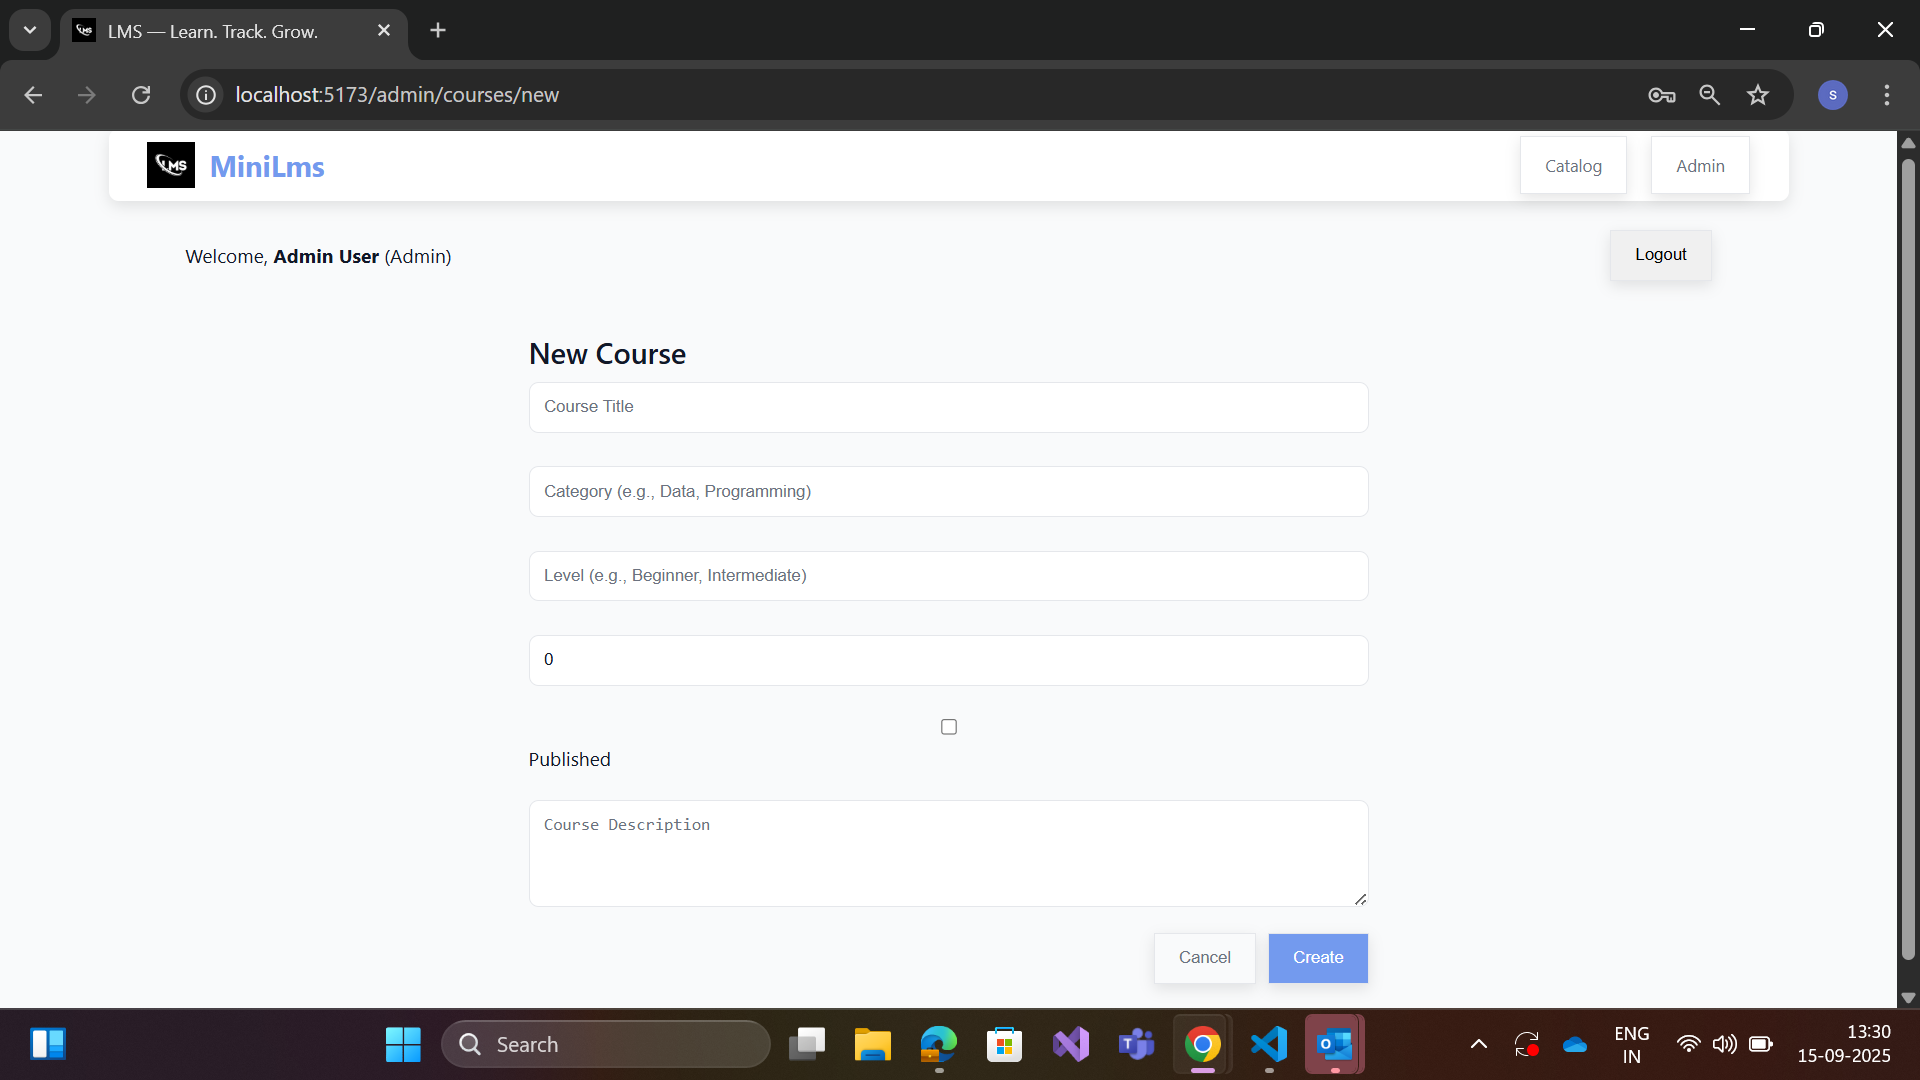 LMS — Learn. Track. Grow.
localhost:5173/admin/courses/new
S
LMS
MiniLms
Catalog
Admin
Welcome, Admin User (Admin)
Logout
New Course
Course Title
Category (e.g., Data, Programming)
Level (e.g., Beginner, Intermediate)
0
Published
Course Description
Cancel
Create
Search
ENG
IN
13:30
15-09-2025